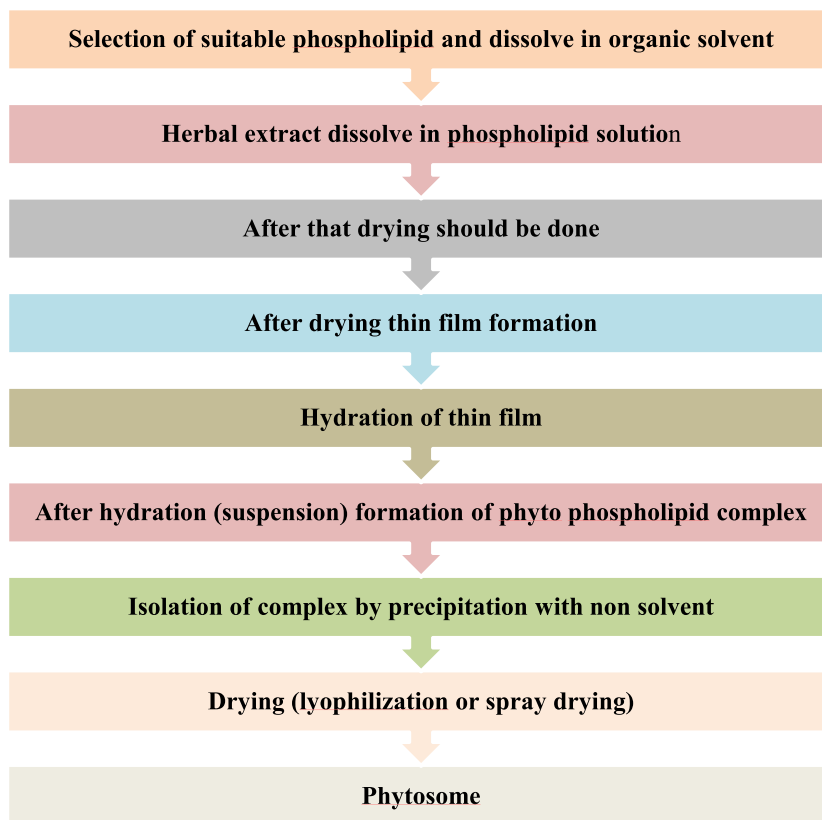 Selection of suitable phospholipid and dissolve in organic solvent
Herbal extract dissolve in phospholipid solution
After that drying should be done
After drying thin film formation
Hydration of thin film
After hydration (suspension) formation of phyto phospholipid complex
Isolation of complex by precipitation with non solvent
Drying (lyophilization or spray drying)
Phytosome